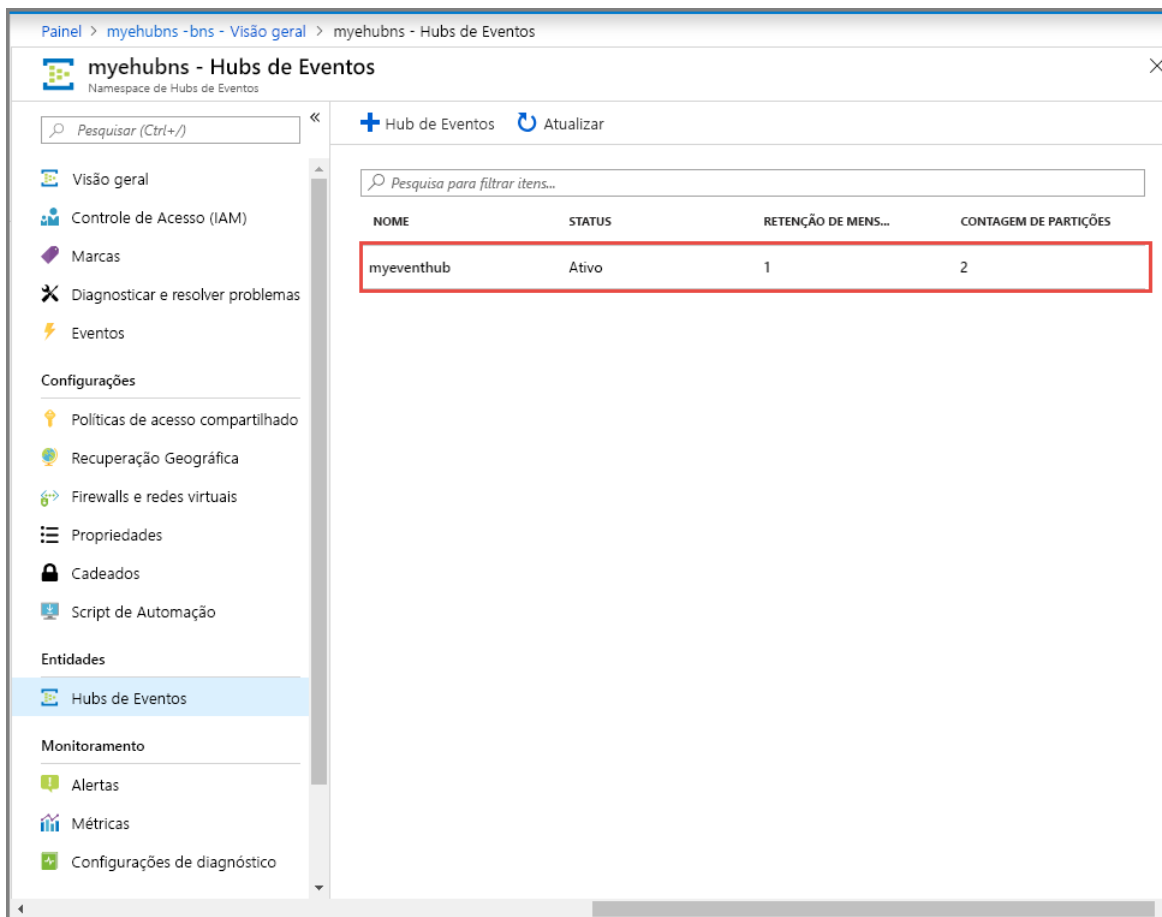 Painel > myehubns -bns - Visão geral > myehubns - Hubs de Eventos
myehubns - Hubs de Eventos
Namespace de Hubs de Eventos
Pesquisar (Ctrl+/)
Visão geral
Controle de Acesso (IAM)
Marcas
Diagnosticar e resolver problemas
Eventos
Configurações
Políticas de acesso compartilhado
Recuperação Geográfica
Firewalls e redes virtuais
Propriedades
Cadeados
Script de Automação
Entidades
Hubs de Eventos
Monitoramento
Alertas
Métricas
Configurações de diagnóstico
Hub de Eventos Atualizar
Pesquisa para filtrar itens...
NOME STATUS RETENÇÃO DE MENS... CONTAGEM DE PARTIÇÕES
myeventhub Ativo 1 2